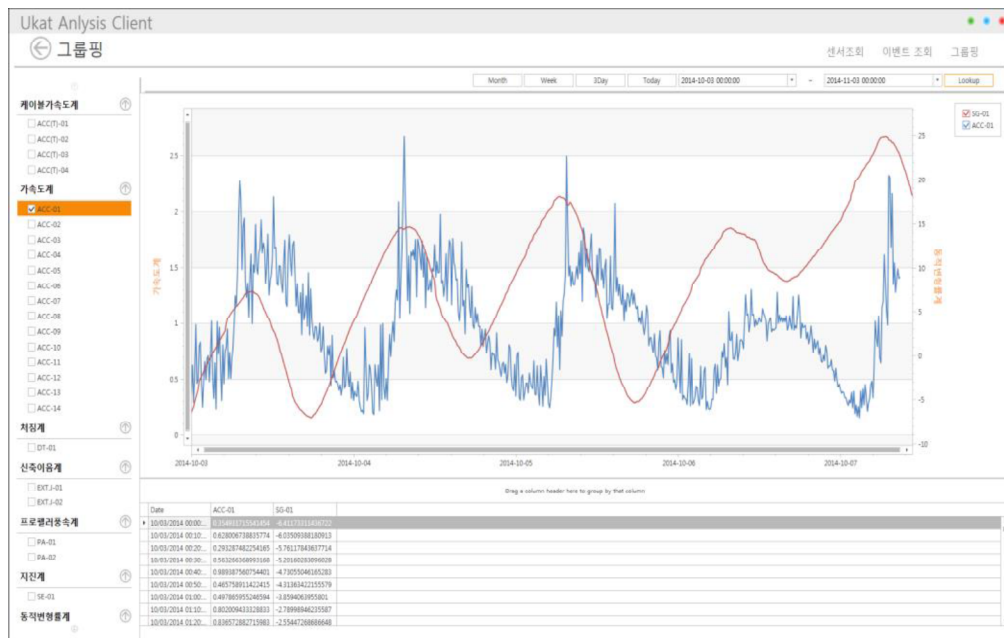 Ukat Anlysis Client
그룹핑
센서조회 이벤트 조회 그룹핑
Month Week 3Day Today 2014-10-03 00:00:00 ~ 2014-11-03 00:00:00 Lookup
케이블가속도계
ACC(T)-01
ACC(T)-02
ACC(T)-03
ACC(T)-04
가속도계
ACC-01
ACC-02
ACC-03
ACC-04
ACC-05
ACC-06
ACC-07
ACC-08
ACC-09
ACC-10
ACC-11
ACC-12
ACC-13
ACC-14
처짐계
DT-01
신축이음계
EXT.J-01
EXT.J-02
프로펠러풍속계
PA-01
PA-02
지진계
SE-01
동적변형률계
가속도계
2.5
2
1.5
1
0.5
0
2014-10-03 2014-10-04 2014-10-05 2014-10-06 2014-10-07
25
20
15
10
5
0
-5
-10
동적변형률계
SG-01
ACC-01
Drag a column header here to group by that column
Date ACC-01 SG-01
10/03/2014 00:00:...
10/03/2014 00:10:... 0.628006738835774 -6.03509388180913
10/03/2014 00:20:... 0.293287482254165 -5.76117843637714
10/03/2014 00:30:...
10/03/2014 00:40:... 0.989387560754401 -4.73055046165283
10/03/2014 00:50:... 0.465758911422415 -4.31363422155579
10/03/2014 01:00:... 0.497865955246594 -3.8594063955801
10/03/2014 01:10:... 0.802009433328833 -2.78998946235587
10/03/2014 01:20:... 0.836572882715983 -2.55447268686648